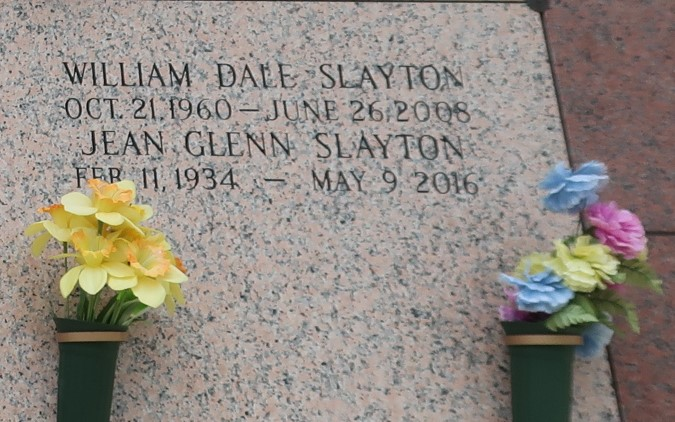 WILLIAM DALE SLAYTON
OCT. 21, 1960 — JUNE 26, 2008
JEAN GLENN SLAYTON
FEB. 11, 1934 — MAY 9 2016